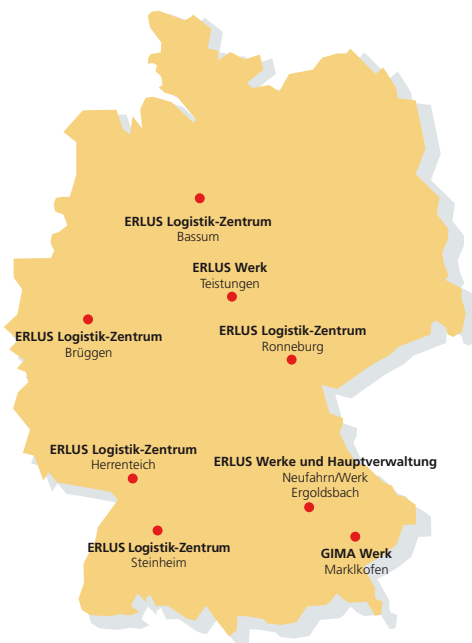 ERLUS Logistik-Zentrum
Bassum
ERLUS Werk
Teistungen
ERLUS Logistik-Zentrum
Brüggen
ERLUS Logistik-Zentrum
Ronneburg
ERLUS Logistik-Zentrum
Herrenteich
ERLUS Werke und Hauptverwaltung
Neufahrn/Werk
Ergoldsbach
ERLUS Logistik-Zentrum
Steinheim
GIMA Werk
Marklkofen